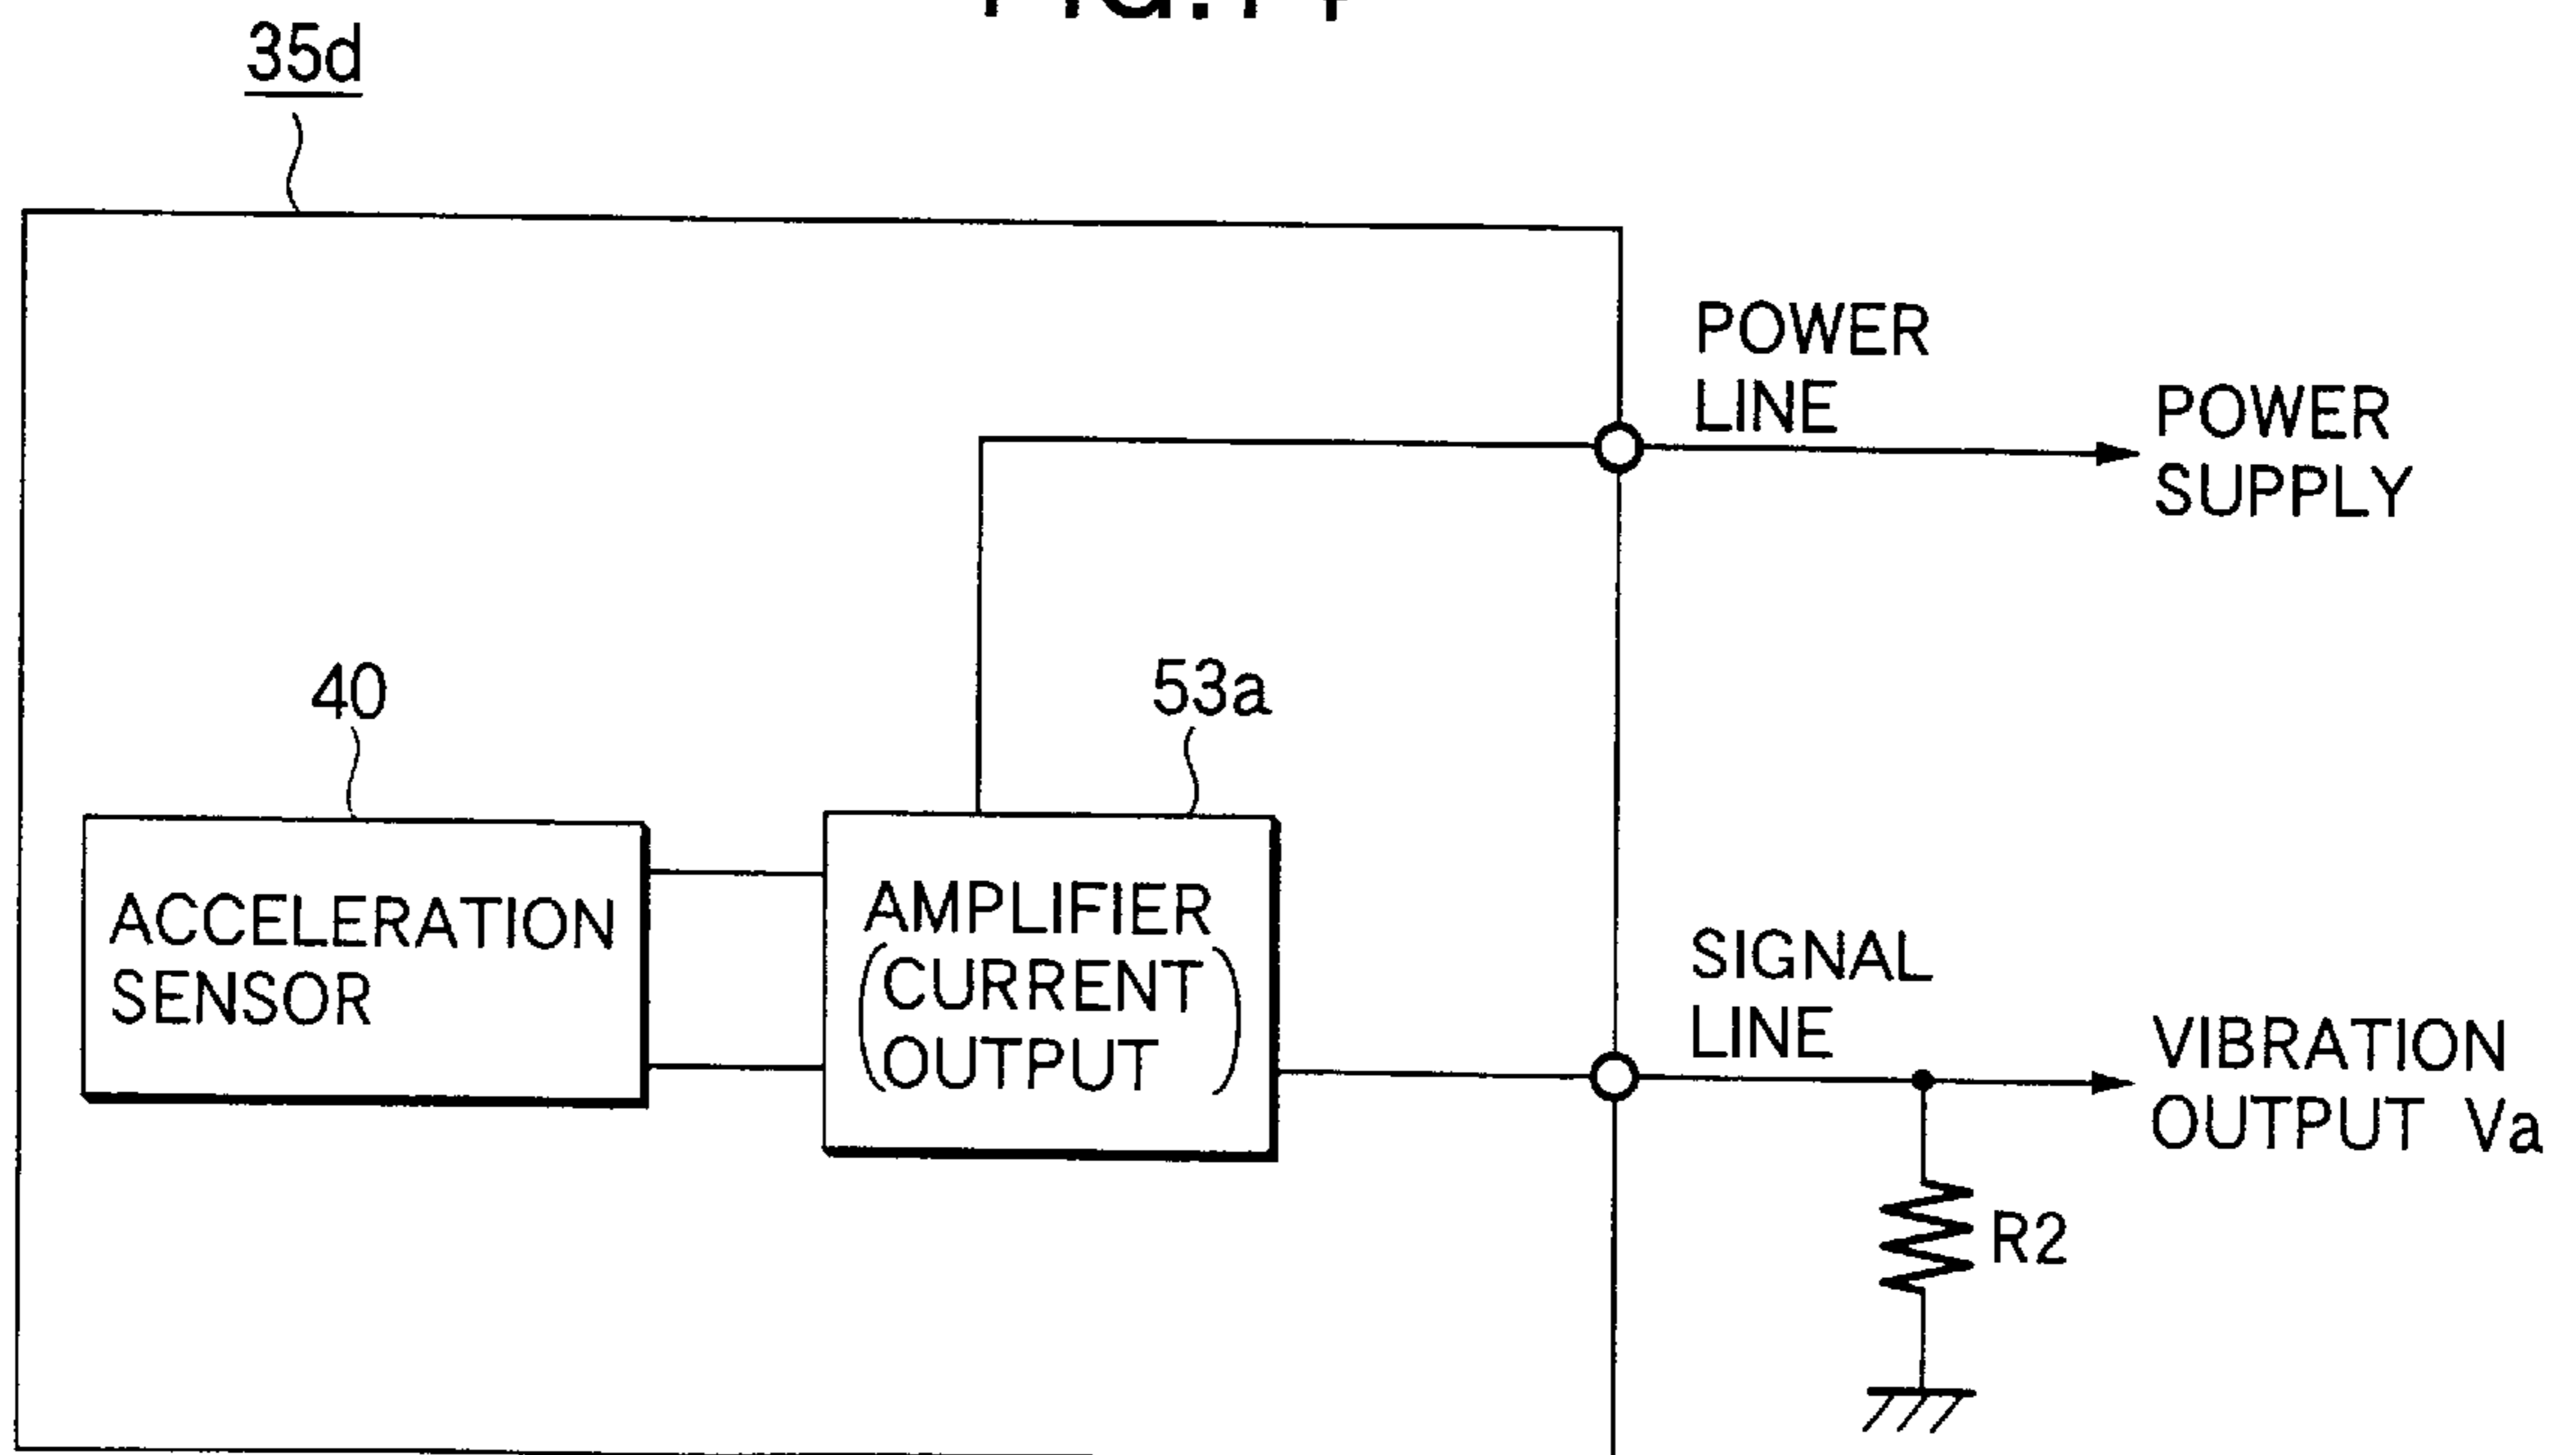 35d
POWER
LINE
POWER
SUPPLY
40
53a
ACCELERATION
SENSOR
AMPLIFIER
(CURRENT
OUTPUT)
SIGNAL
LINE
VIBRATION
OUTPUT Va
R2